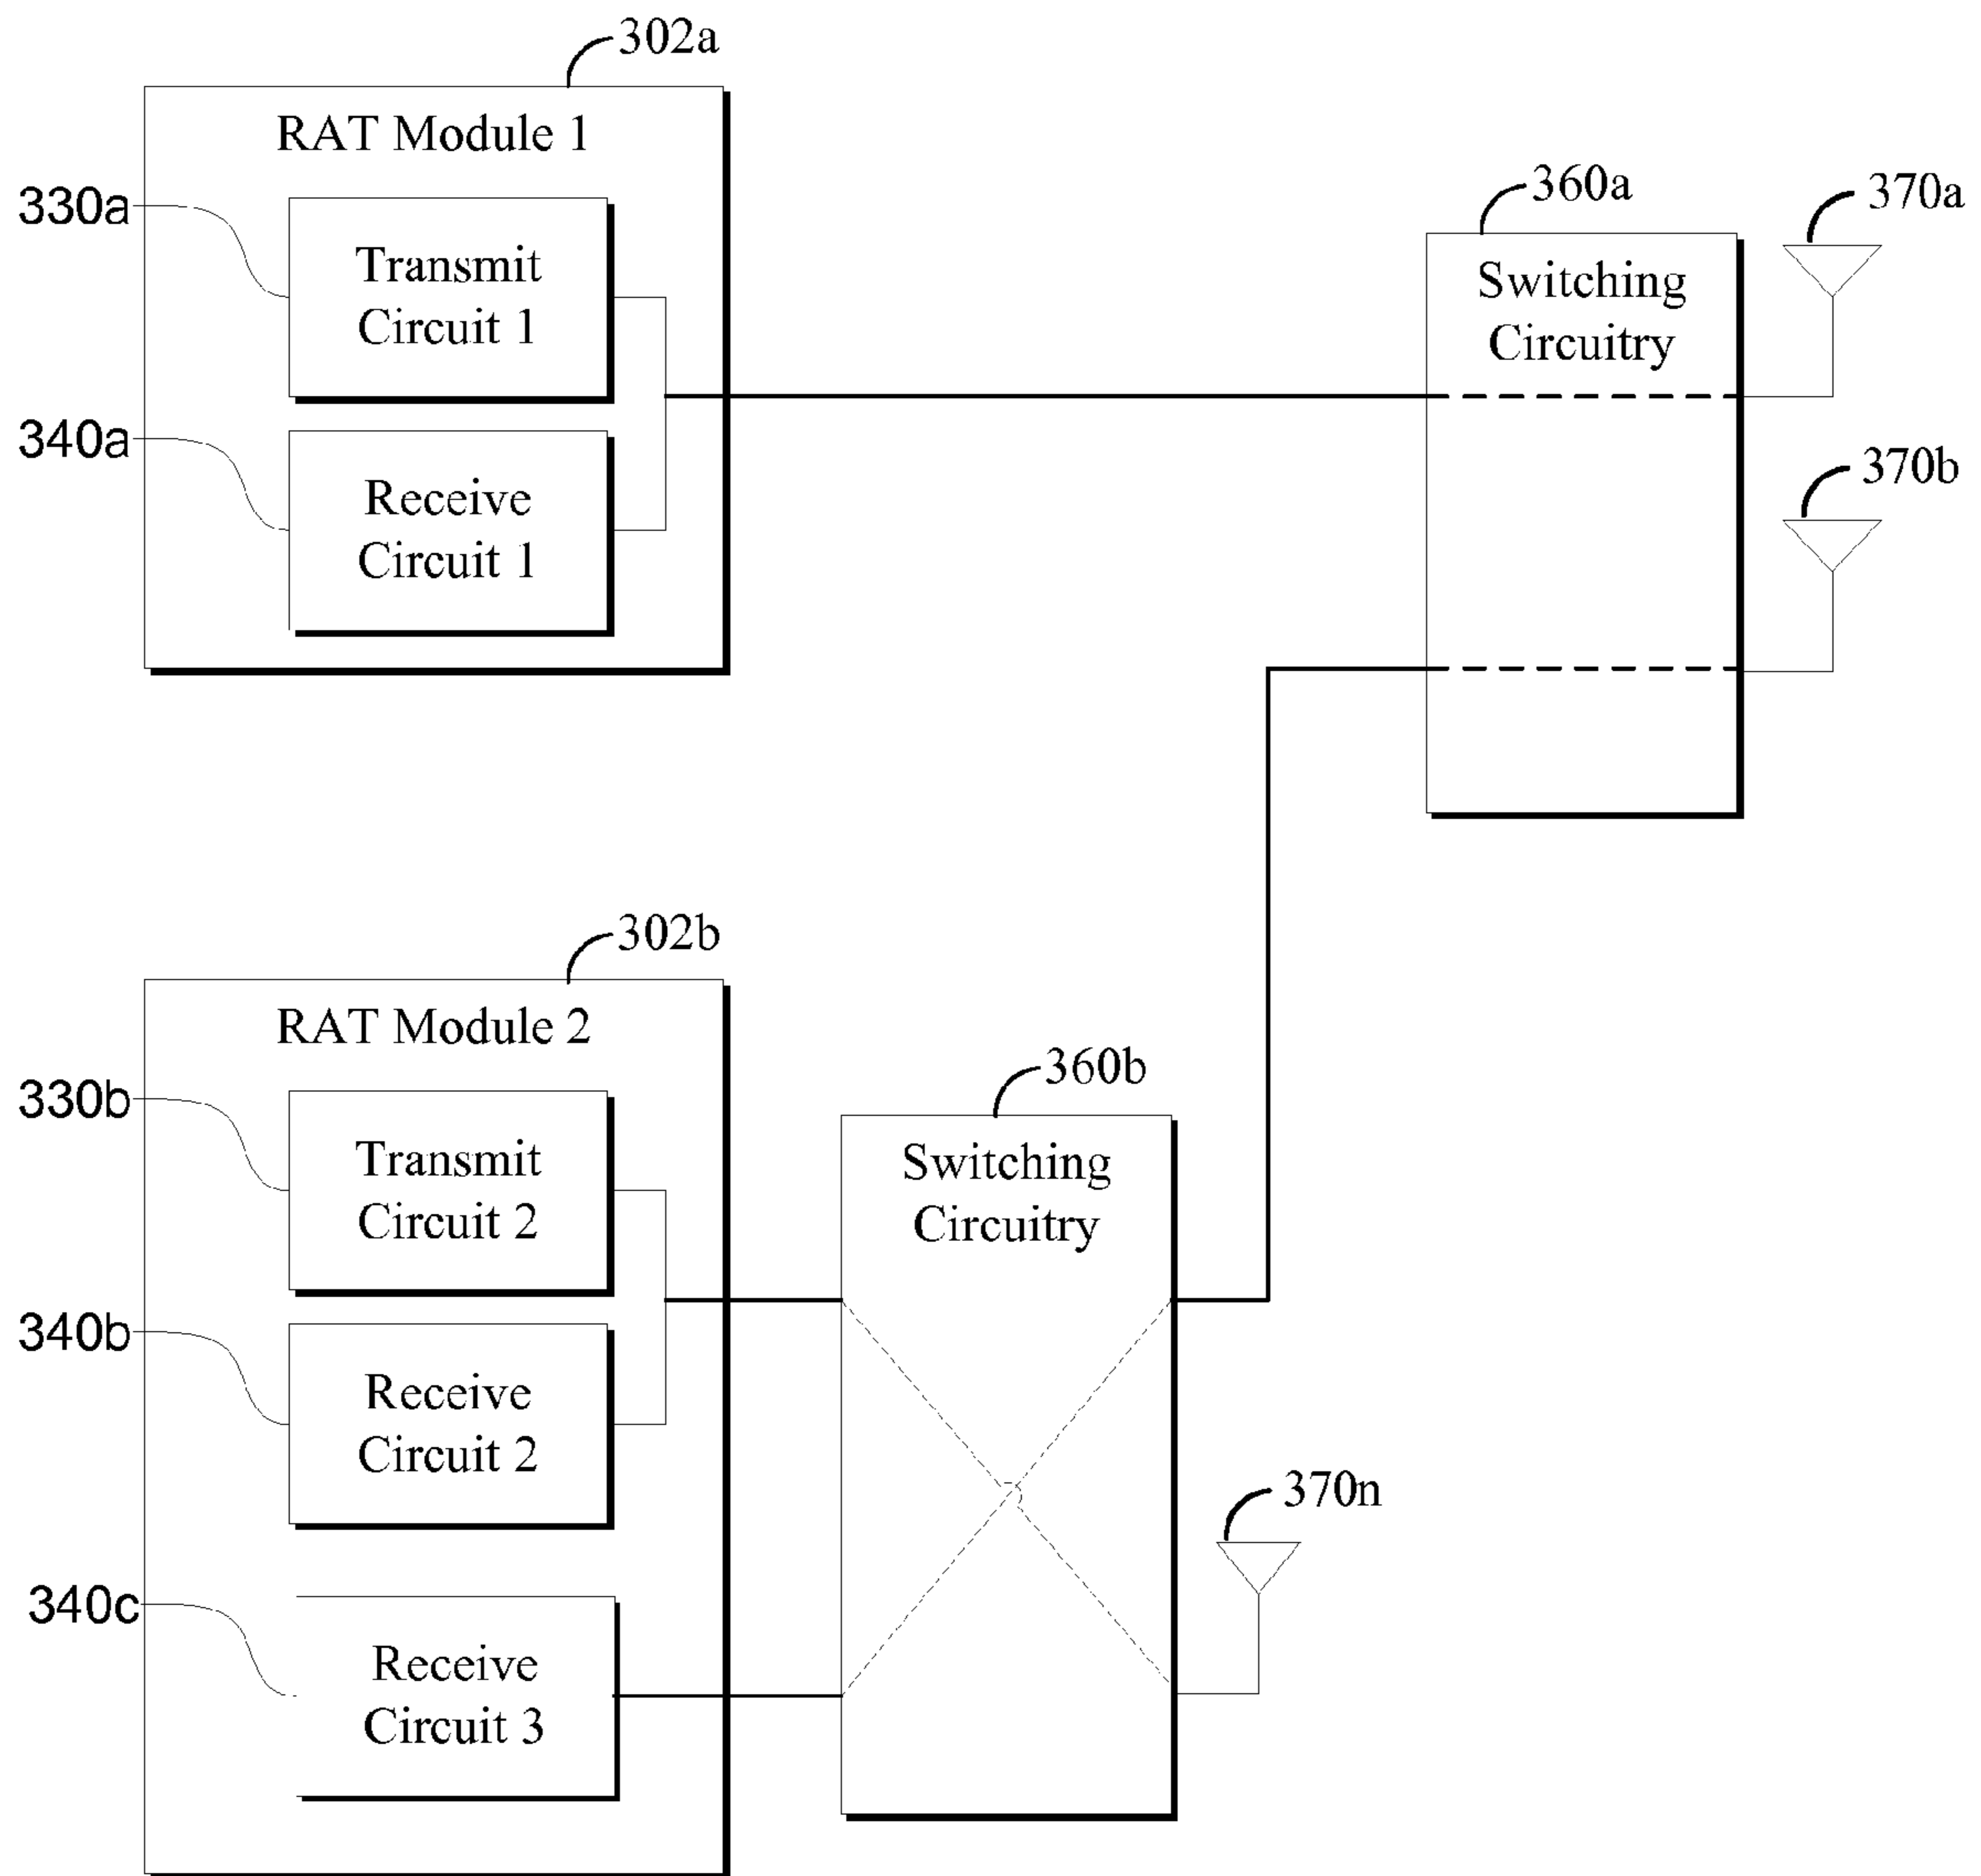 302a
RAT Module 1
330a
Transmit
Circuit 1
340a
Receive
Circuit 1
360a
Switching
Circuitry
370a
370b
302b
RAT Module 2
330b
Transmit
Circuit 2
340b
Receive
Circuit 2
340c
Receive
Circuit 3
360b
Switching
Circuitry
370n